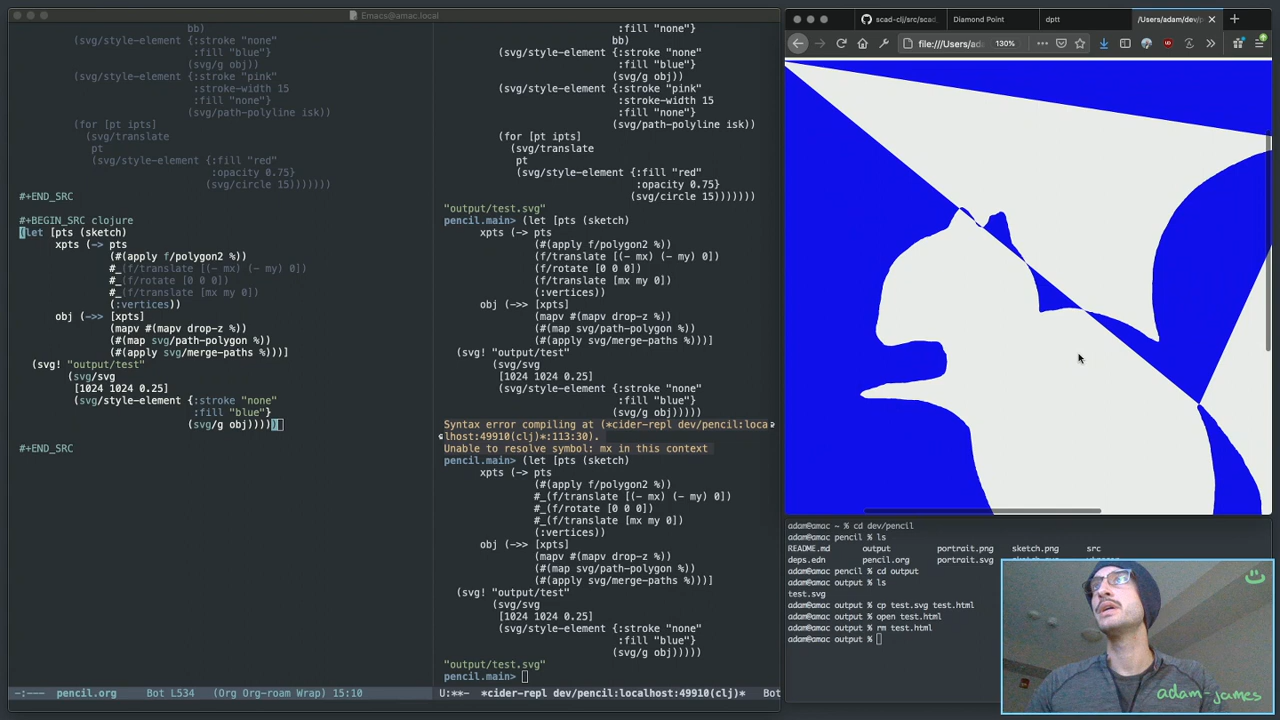 Emacs@amac.local
bb)
(svg/style-element {:stroke "none"
:fill "blue"}
(svg/g obj))
(svg/style-element {:stroke "pink"
:stroke-width 15
:fill "none"}
(svg/path-polyline isk))
(for [pt ipts]
(svg/translate
pt
(svg/style-element {:fill "red"
:opacity 0.75}
(svg/circle 15)))))))
#+END_SRC
#+BEGIN_SRC clojure
(let [pts (sketch)
xpts (-> pts
(#(apply f/polygon2 %))
#_(f/translate [(- mx) (- my) 0])
#_(f/rotate [0 0 0])
#_(f/translate [mx my 0])
(:vertices))
obj (->> [xpts]
(mapv #(mapv drop-z %))
(#(map svg/path-polygon %))
(#(apply svg/merge-paths %)))]
(svg! "output/test"
(svg/svg
[1024 1024 0.25]
(svg/style-element {:stroke "none"
:fill "blue"}
(svg/g obj)))))
#+END_SRC
-:--- pencil.org Bot L534 (Org Org-roam Wrap) 15:10
:fill "none"}
bb)
(svg/style-element {:stroke "none"
:fill "blue"}
(svg/g obj))
(svg/style-element {:stroke "pink"
:stroke-width 15
:fill "none"}
(svg/path-polyline isk))
(for [pt ipts]
(svg/translate
pt
(svg/style-element {:fill "red"
:opacity 0.75}
(svg/circle 15)))))))
"output/test.svg"
pencil.main> (let [pts (sketch)
xpts (-> pts
(#(apply f/polygon2 %))
(f/translate [(- mx) (- my) 0])
(f/rotate [0 0 0])
(f/translate [mx my 0])
(:vertices))
obj (->> [xpts]
(mapv #(mapv drop-z %))
(#(map svg/path-polygon %))
(#(apply svg/merge-paths %)))]
(svg! "output/test"
(svg/svg
[1024 1024 0.25]
(svg/style-element {:stroke "none"
:fill "blue"}
(svg/g obj)))))
Syntax error compiling at (*cider-repl dev/pencil:loca
lhost:49910(clj)*:113:30).
Unable to resolve symbol: mx in this context
pencil.main> (let [pts (sketch)
xpts (-> pts
(#(apply f/polygon2 %))
#_(f/translate [(- mx) (- my) 0])
#_(f/rotate [0 0 0])
#_(f/translate [mx my 0])
(:vertices))
obj (->> [xpts]
(mapv #(mapv drop-z %))
(#(map svg/path-polygon %))
(#(apply svg/merge-paths %)))]
(svg! "output/test"
(svg/svg
[1024 1024 0.25]
(svg/style-element {:stroke "none"
:fill "blue"}
(svg/g obj)))))
"output/test.svg"
pencil.main>
U:**- *cider-repl dev/pencil:localhost:49910(clj)* Bot
scad-clj/src/scad_ Diamond Point dptt /Users/adam/dev/p
file:///Users/ad 130%
adam@amac ~ % cd dev/pencil
adam@amac pencil % ls
README.md output portrait.png sketch.png src
deps.edn pencil.org portrait.svg
adam@amac pencil % cd output
adam@amac output % ls
test.svg
adam@amac output % cp test.svg test.html
adam@amac output % open test.html
adam@amac output % rm test.html
adam@amac output %
adam-james